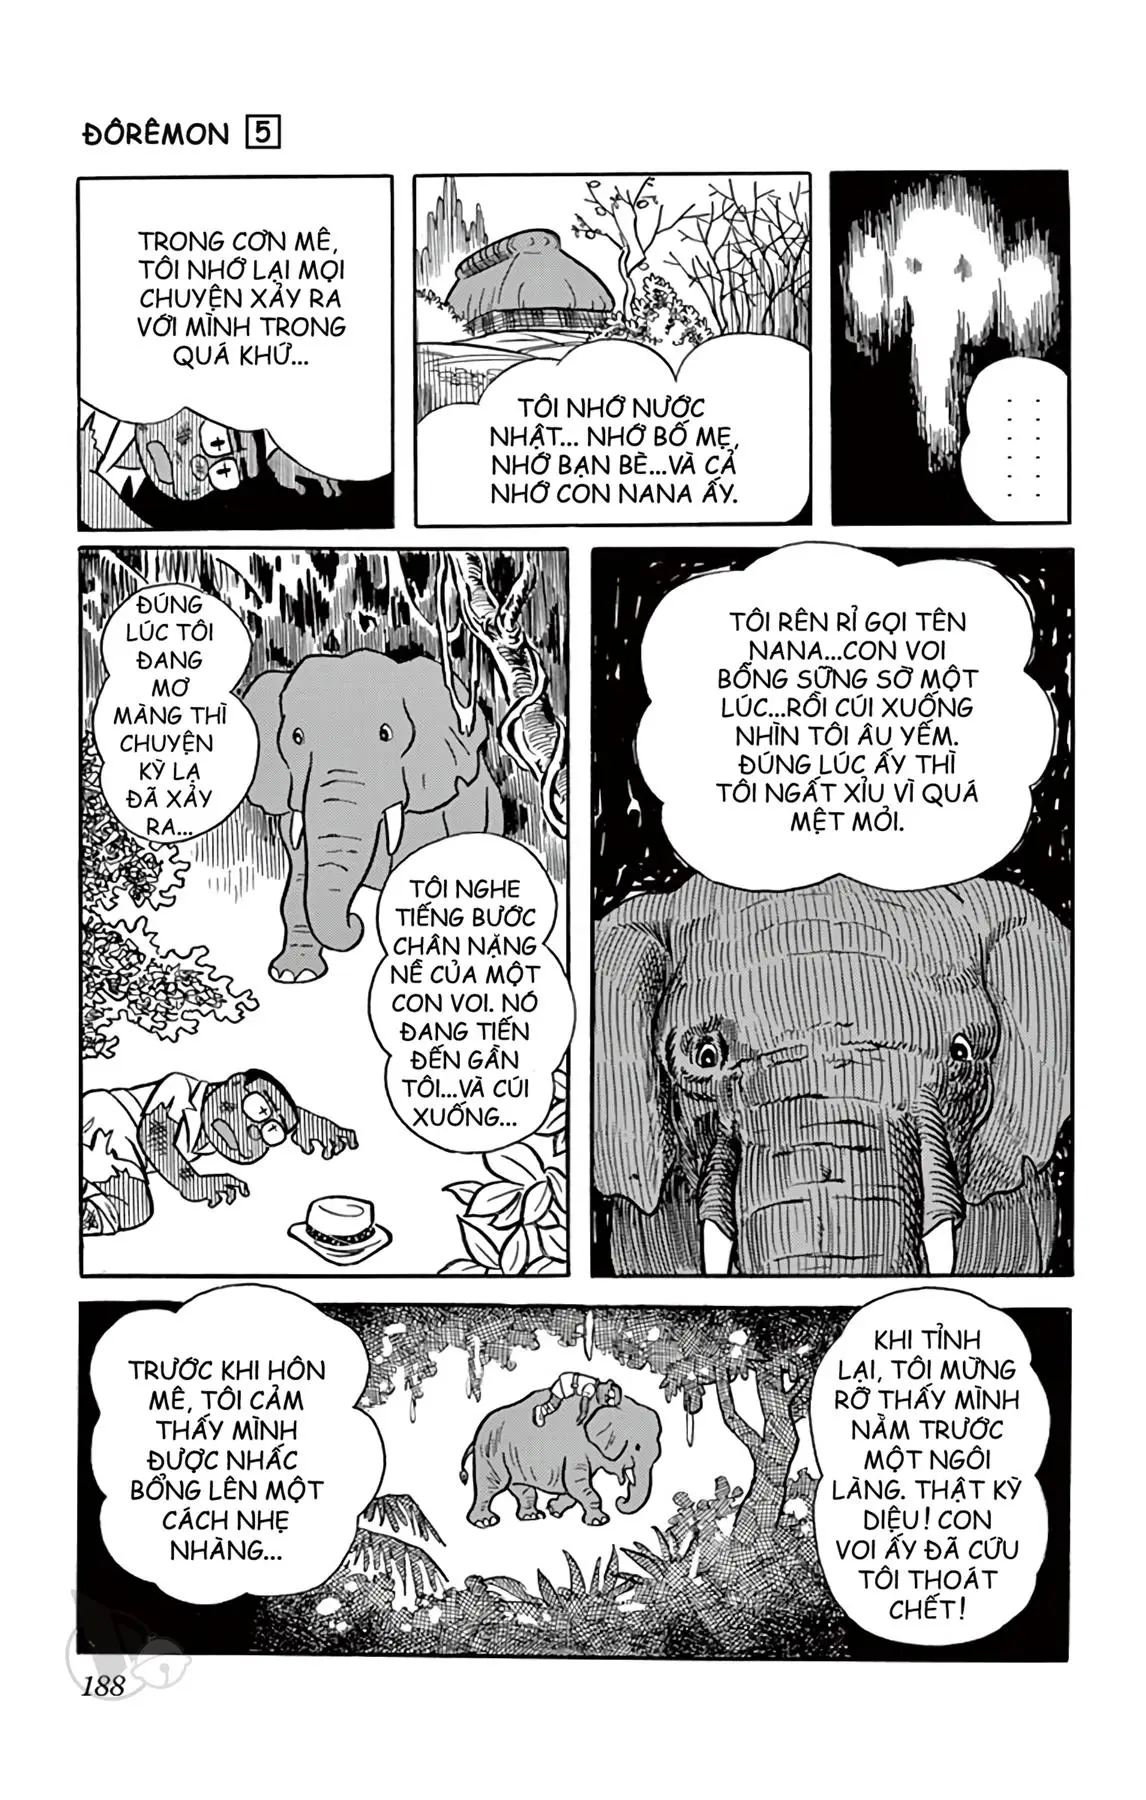 ĐÔRÊMON 5
TRONG CƠN MÊ,
TÔI NHỚ LẠI MỌI
CHUYỆN XẢY RA
VỚI MÌNH TRONG
QUÁ KHỨ...
TÔI NHỚ NƯỚC
NHẬT... NHỚ BỐ MẸ,
NHỚ BẠN BÈ...VÀ CẢ
NHỚ CON NANA ẤY.
ĐÚNG
LÚC TÔI
ĐANG
MƠ
MÀNG THÌ
CHUYỆN
KỲ LẠ
ĐÃ XẢY
RA...
TÔI NGHE
TIẾNG BƯỚC
CHÂN NẶNG
NỀ CỦA MỘT
CON VOI. NÓ
ĐANG TIẾN
ĐẾN GẦN
TÔI...VÀ CÚI
XUỐNG...
TÔI RÊN RỈ GỌI TÊN
NANA...CON VOI
BỖNG SỮNG SỜ MỘT
LÚC...RỒI CÚI XUỐNG
NHÌN TÔI ÂU YẾM.
ĐÚNG LÚC ẤY THÌ
TÔI NGẤT XỈU VÌ QUÁ
MỆT MỎI.
TRƯỚC KHI HÔN
MÊ, TÔI CẢM
THẤY MÌNH
ĐƯỢC NHẤC
BỔNG LÊN MỘT
CÁCH NHẸ
NHÀNG...
KHI TỈNH
LẠI, TÔI MỪNG
RỠ THẤY MÌNH
NẰM TRƯỚC
MỘT NGÔI
LÀNG. THẬT KỲ
DIỆU! CON
VOI ẤY ĐÃ CỨU
TÔI THOÁT
CHẾT!
188